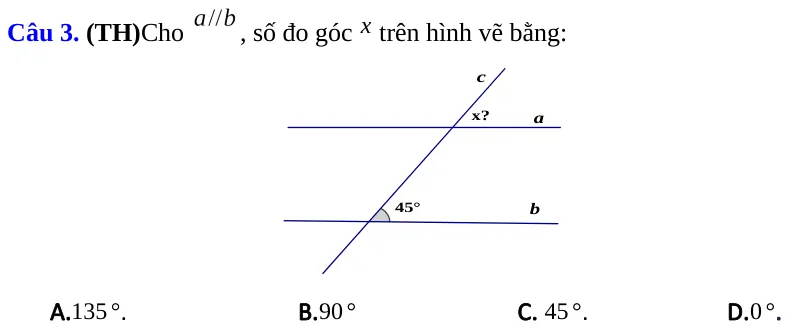 Câu 3. (TH)Cho a//b, số đo góc x trên hình vẽ bằng:
c
x?
a
45°
b
A.135°. B.90° C. 45°. D.0°.